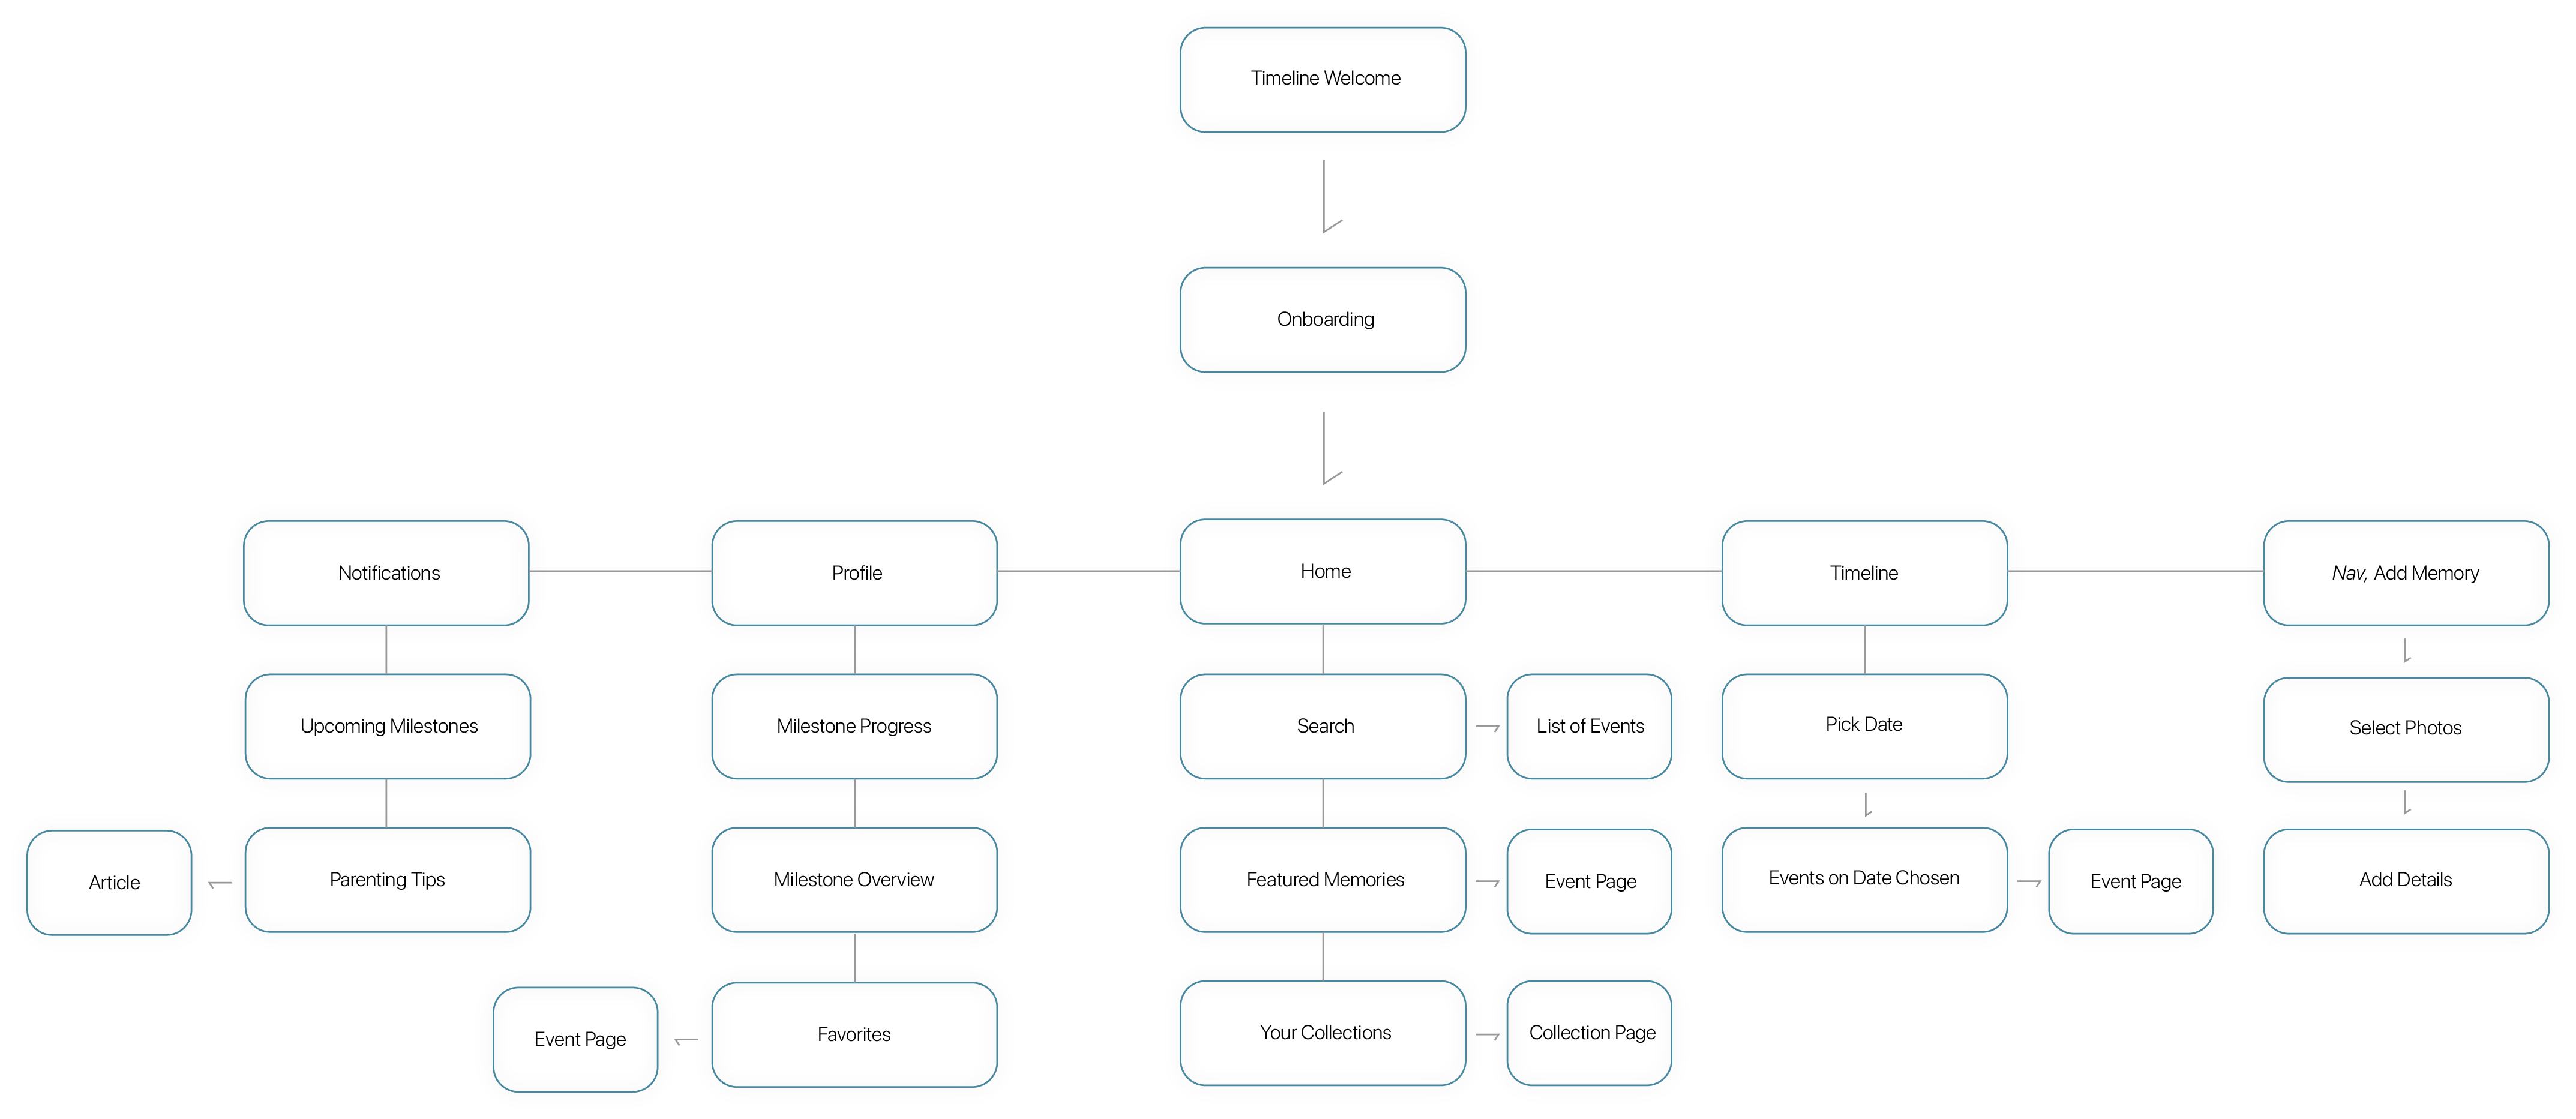 Timeline Welcome
Onboarding
Notifications
Profile
Home
Timeline
Nav, Add Memory
Upcoming Milestones
Milestone Progress
Search
List of Events
Pick Date
Select Photos
Article
Parenting Tips
Milestone Overview
Featured Memories
Event Page
Events on Date Chosen
Event Page
Add Details
Event Page
Favorites
Your Collections
Collection Page